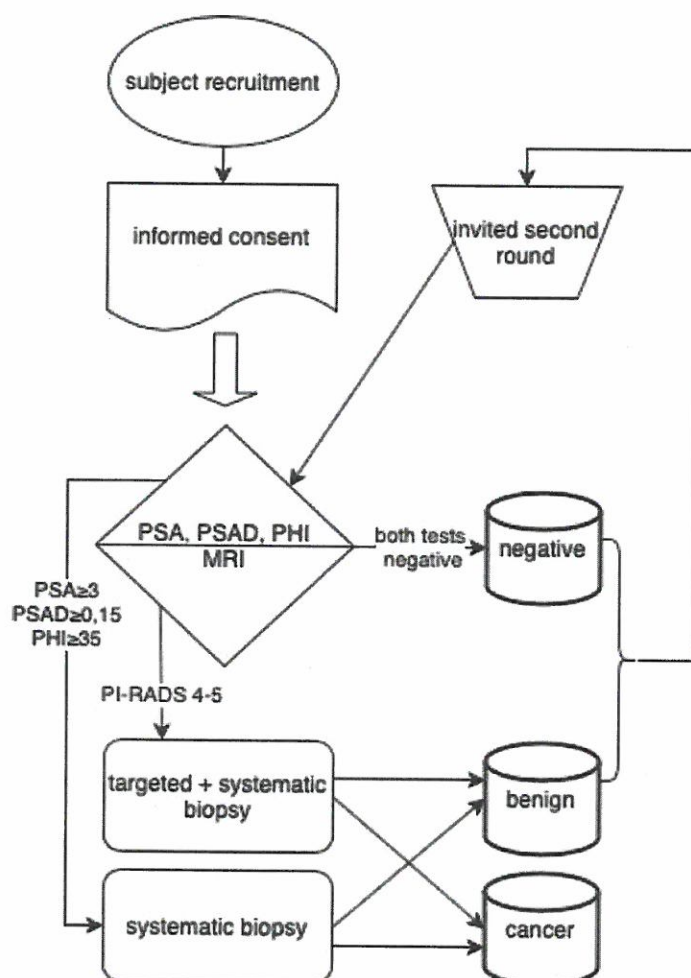 subject recruitment
informed consent
invited second
round
PSA, PSAD, PHI
MRI
both tests
negative
negative
PSA≥3
PSAD≥0,15
PHI≥35
PI-RADS 4-5
targeted + systematic
biopsy
benign
systematic biopsy
cancer